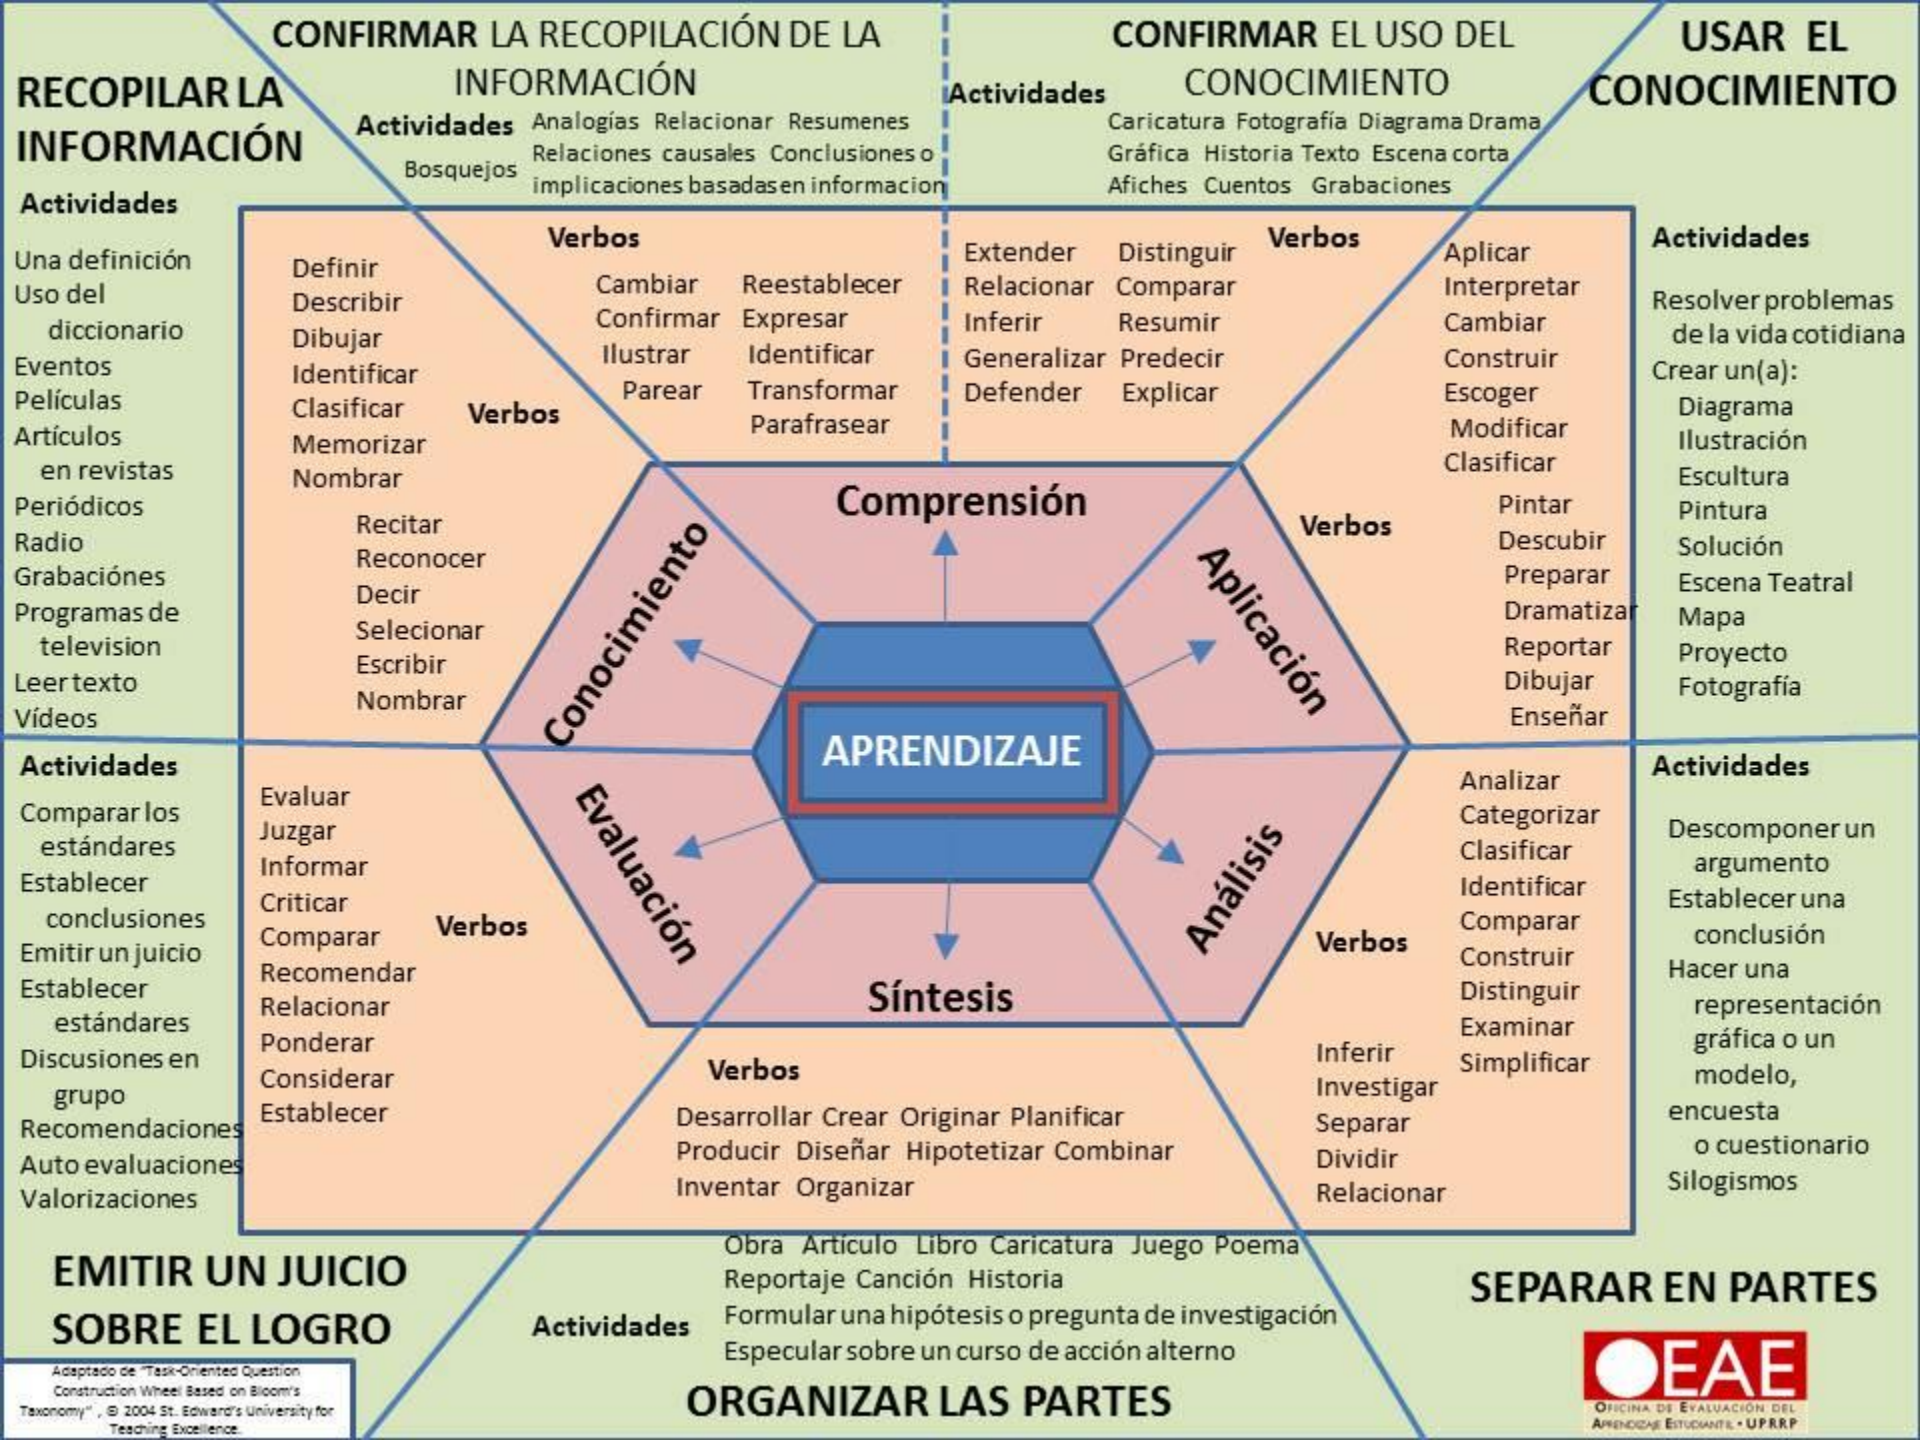 CONFIRMAR LA RECOPILACIÓN DE LA
INFORMACIÓN
Actividades
Bosquejos
Analogías Relacionar Resumenes
Relaciones causales Conclusiones o
implicaciones basadas en informacion
CONFIRMAR EL USO DEL
CONOCIMIENTO
Actividades
Caricatura Fotografía Diagrama Drama
Gráfica Historia Texto Escena corta
Afiches Cuentos Grabaciones
USAR EL
CONOCIMIENTO
RECOPILAR LA
INFORMACIÓN
Actividades
Una definición
Uso del
diccionario
Eventos
Películas
Artículos
en revistas
Periódicos
Radio
Grabaciónes
Programas de
television
Leer texto
Vídeos
Definir
Describir
Dibujar
Identificar
Clasificar
Memorizar
Nombrar
Verbos
Recitar
Reconocer
Decir
Selecionar
Escribir
Nombrar
Verbos
Cambiar Reestablecer
Confirmar Expresar
Ilustrar Identificar
Parear Transformar
Parafrasear
Verbos
Extender Distinguir
Relacionar Comparar
Inferir Resumir
Generalizar Predecir
Defender Explicar
Aplicar
Interpretar
Cambiar
Construir
Escoger
Modificar
Clasificar
Verbos
Pintar
Descubir
Preparar
Dramatizar
Reportar
Dibujar
Enseñar
Actividades
Resolver problemas
de la vida cotidiana
Crear un(a):
Diagrama
Ilustración
Escultura
Pintura
Solución
Escena Teatral
Mapa
Proyecto
Fotografía
Comprensión
Conocimiento
Aplicación
APRENDIZAJE
Evaluación
Análisis
Síntesis
Actividades
Comparar los
estándares
Establecer
conclusiones
Emitir un juicio
Establecer
estándares
Discusiones en
grupo
Recomendaciones
Auto evaluaciones
Valorizaciones
Evaluar
Juzgar
Informar
Criticar
Comparar
Recomendar
Relacionar
Ponderar
Considerar
Establecer
Verbos
Verbos
Desarrollar Crear Originar Planificar
Producir Diseñar Hipotetizar Combinar
Inventar Organizar
Verbos
Analizar
Categorizar
Clasificar
Identificar
Comparar
Construir
Distinguir
Examinar
Simplificar
Inferir
Investigar
Separar
Dividir
Relacionar
Actividades
Descomponer un
argumento
Establecer una
conclusión
Hacer una
representación
gráfica o un
modelo,
encuesta
o cuestionario
Silogismos
EMITIR UN JUICIO
SOBRE EL LOGRO
Actividades
Obra Artículo Libro Caricatura Juego Poema
Reportaje Canción Historia
Formular una hipótesis o pregunta de investigación
Especular sobre un curso de acción alterno
ORGANIZAR LAS PARTES
SEPARAR EN PARTES
Adaptado de "Task-Oriented Question
Construction Wheel Based on Bloom's
Taxonomy" , © 2004 St. Edward's University for
Teaching Excellence.
OEAE
OFICINA DE EVALUACIÓN DEL
APRENDIZAJE ESTUDIANTIL • UPRRP